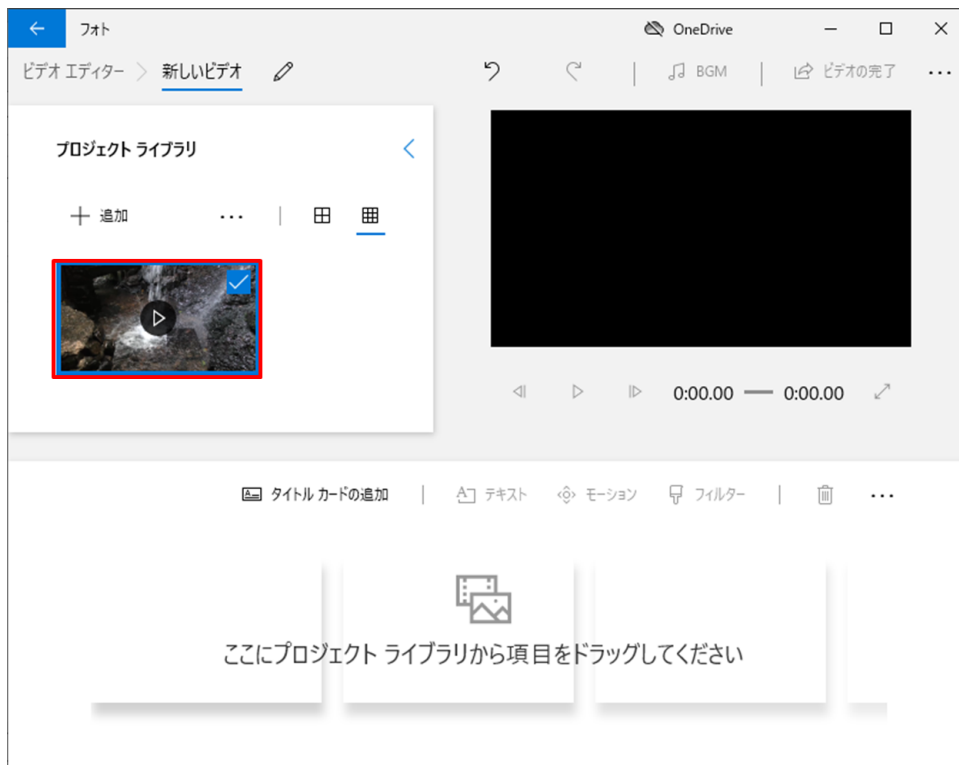 フォト
OneDrive
ビデオ エディター
新しいビデオ
BGM
ビデオの完了
プロジェクト ライブラリ
追加
0:00.00
0:00.00
タイトル カードの追加
テキスト
モーション
フィルター
ここにプロジェクト ライブラリから項目をドラッグしてください